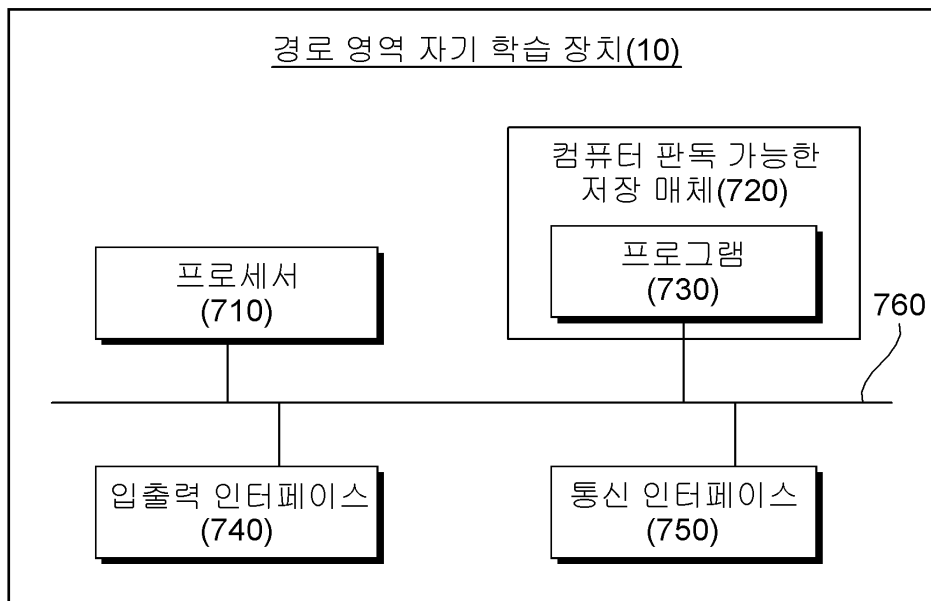 경로 영역 자기 학습 장치(10)
컴퓨터 판독 가능한
저장 매체(720)
프로세서
(710)
프로그램
(730)
760
입출력 인터페이스
(740)
통신 인터페이스
(750)